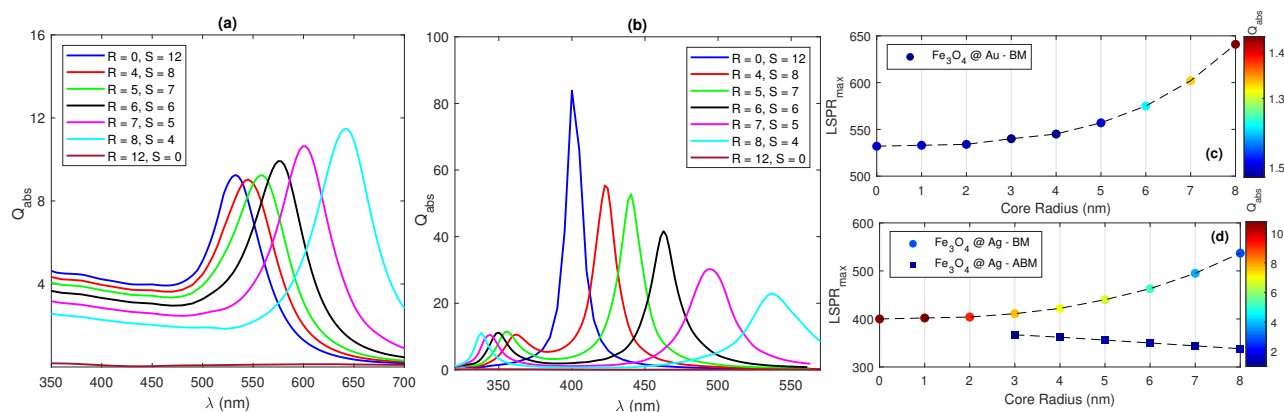 (a)
16
12
8
4
Q_abs
350 400 450 500 550 600 650 700
λ (nm)
R = 0, S = 12
R = 4, S = 8
R = 5, S = 7
R = 6, S = 6
R = 7, S = 5
R = 8, S = 4
R = 12, S = 0
(b)
100
80
60
40
20
0
Q_abs
350 400 450 500 550
λ (nm)
R = 0, S = 12
R = 4, S = 8
R = 5, S = 7
R = 6, S = 6
R = 7, S = 5
R = 8, S = 4
R = 12, S = 0
650
600
550
500
LSPR_max
Fe₃O₄ @ Au - BM
(c)
0 1 2 3 4 5 6 7 8
Core Radius (nm)
Q_abs
1.4
1.3
1.5
400
300
600
500
LSPR_max
Fe₃O₄ @ Ag - BM
Fe₃O₄ @ Ag - ABM
(d)
0 1 2 3 4 5 6 7 8
Core Radius (nm)
Q_abs
10
8
6
4
2